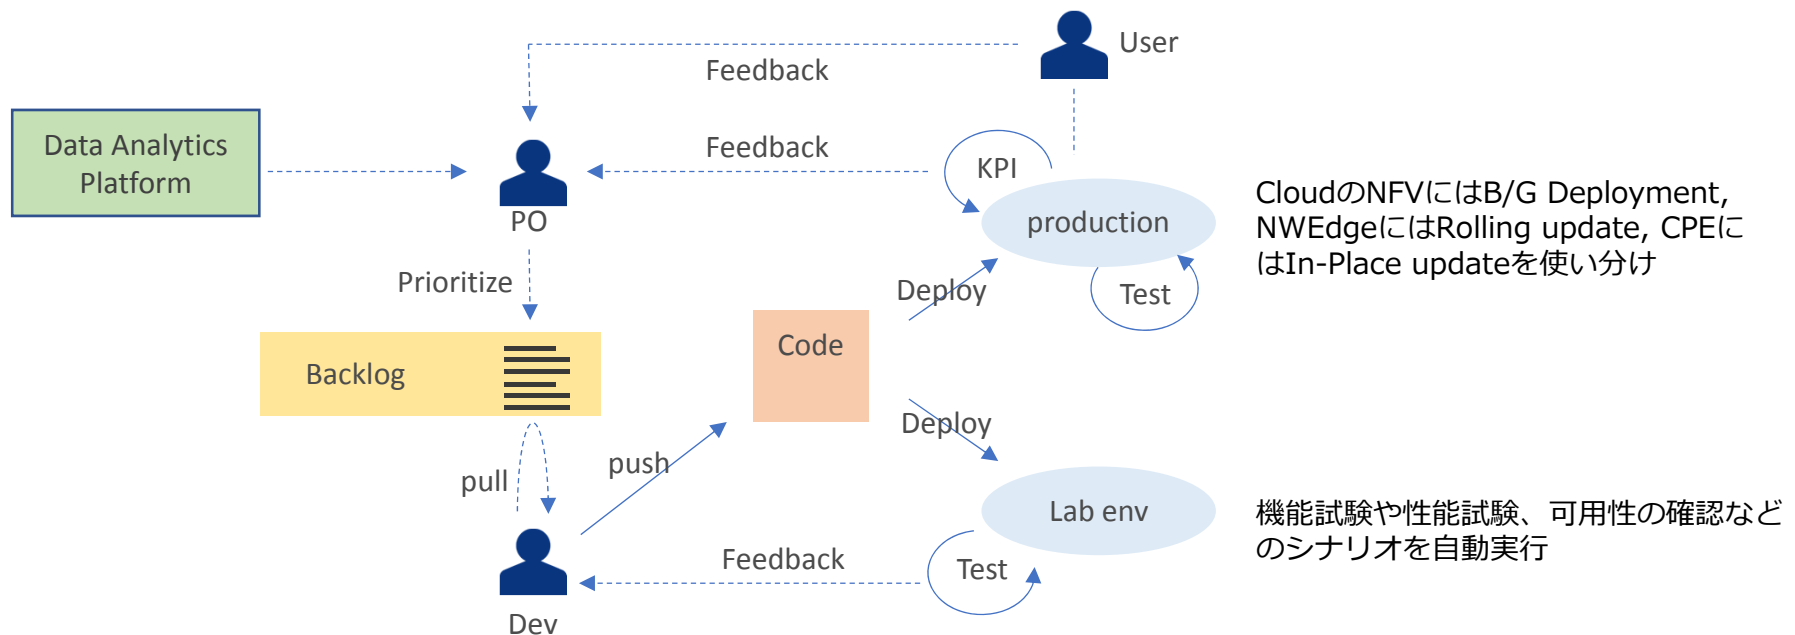 User
Feedback
Data Analytics
Platform
Feedback
KPI
PO
production
CloudのNFVにはB/G Deployment,
NWEdgeにはRolling update, CPEに
はIn-Place updateを使い分け
Prioritize
Deploy
Test
Code
Backlog
Deploy
push
pull
Lab env
機能試験や性能試験、可用性の確認など
のシナリオを自動実行
Feedback
Test
Dev